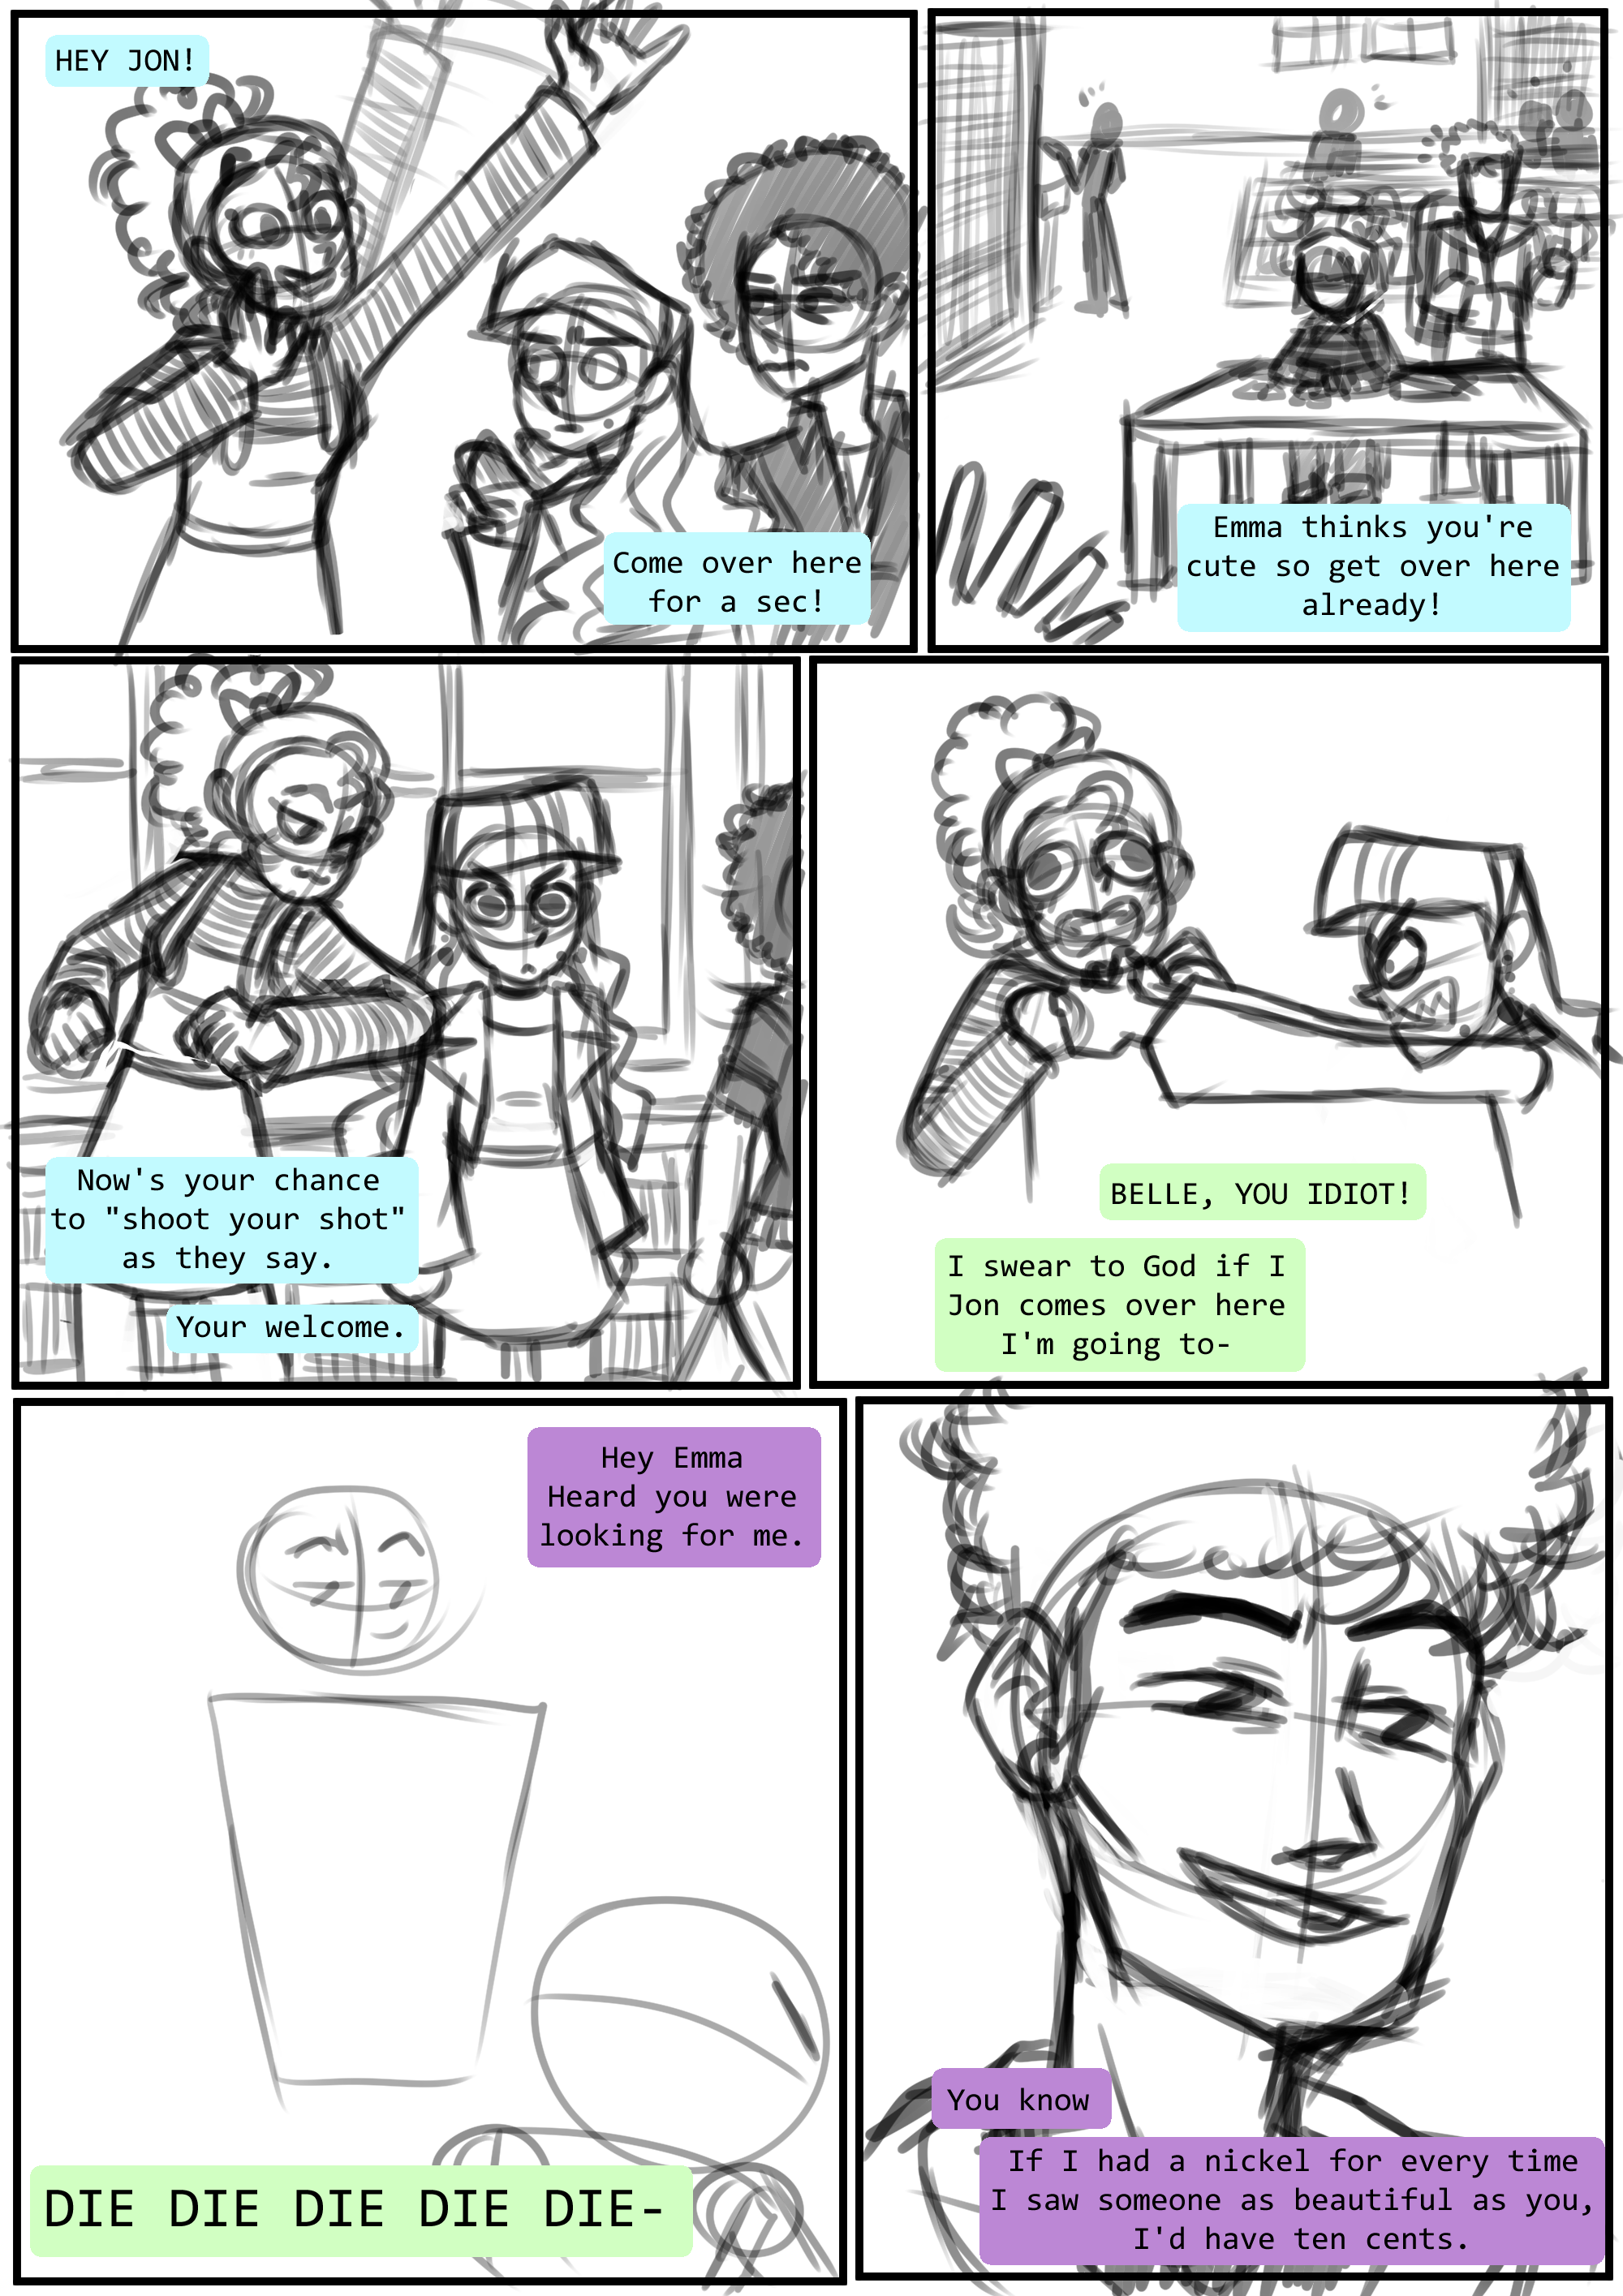 HEY JON!
Come over here
for a sec!
Emma thinks you're
cute so get over here
already!
Now's your chance
to "shoot your shot"
as they say.
Your welcome.
BELLE, YOU IDIOT!
I swear to God if I
Jon comes over here
I'm going to-
Hey Emma
Heard you were
looking for me.
DIE DIE DIE DIE DIE-
You know
If I had a nickel for every time
I saw someone as beautiful as you,
I'd have ten cents.